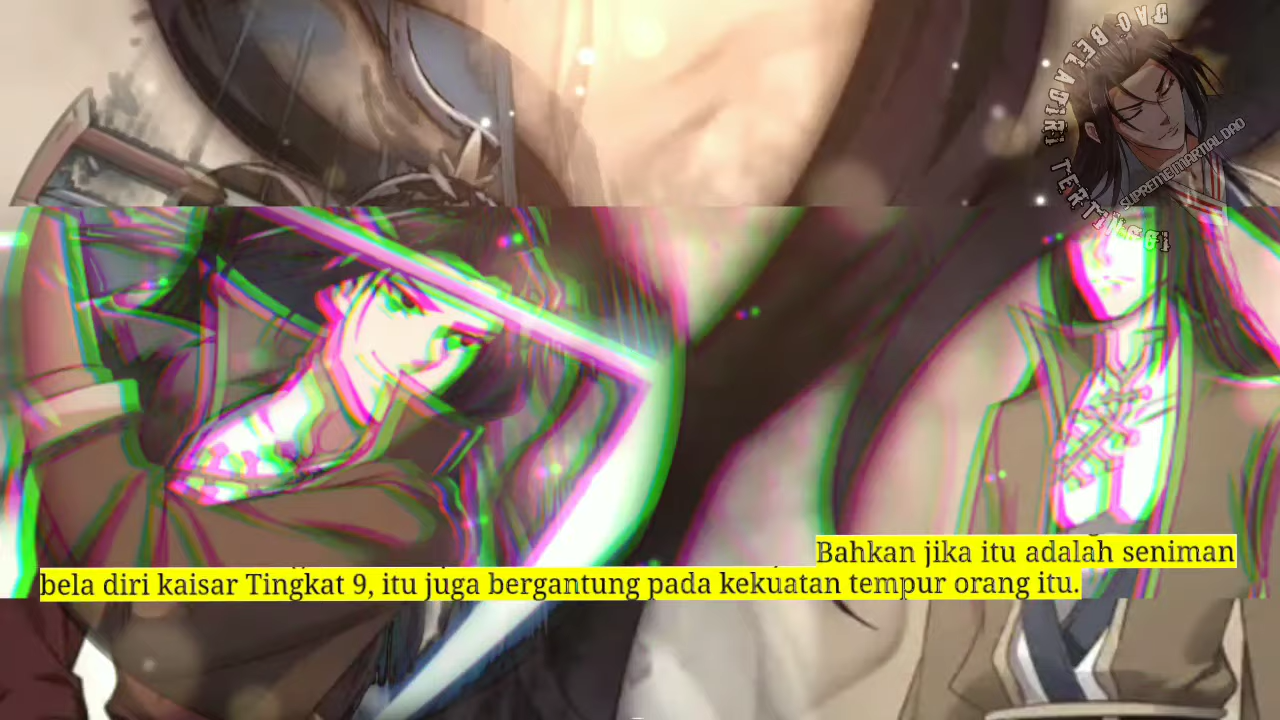 DAO BELADIRI TERTINGGI
SUPREME MARTIAL DAO
Bahkan jika itu adalah seniman
bela diri kaisar Tingkat 9, itu juga bergantung pada kekuatan tempur orang itu.